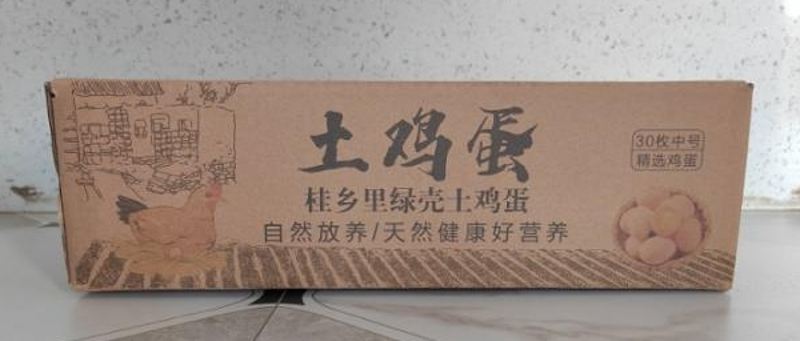 土鸡蛋
桂乡里绿壳土鸡蛋
自然放养/天然健康好营养
30枚中号
精选鸡蛋